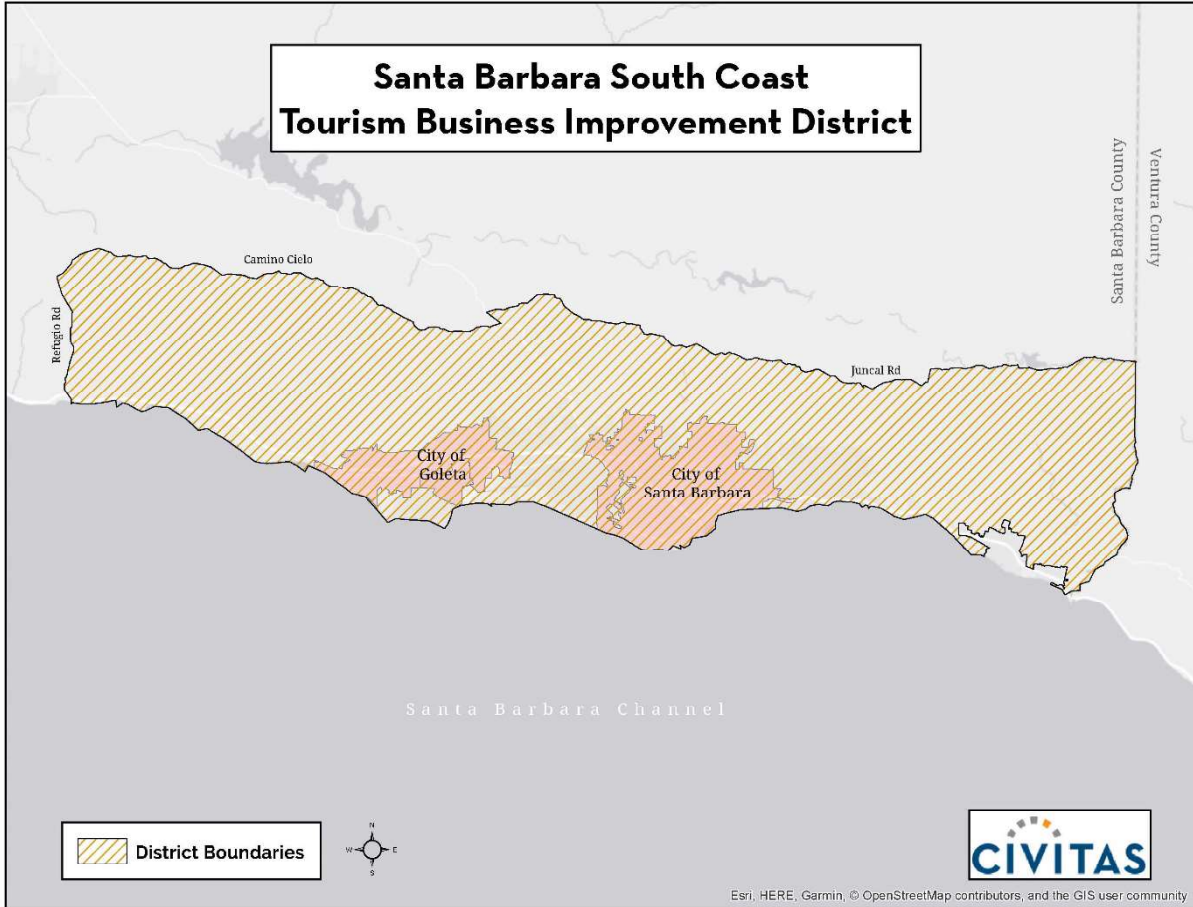 Santa Barbara South Coast
Tourism Business Improvement District
Santa Barbara County
Ventura County
Camino Cielo
Refugio Rd
Juncal Rd
City of
Goleta
City of
Santa Barbara
Santa Barbara Channel
District Boundaries
N
W
E
S
CIVITAS
Esri, HERE, Garmin, © OpenStreetMap contributors, and the GIS user community